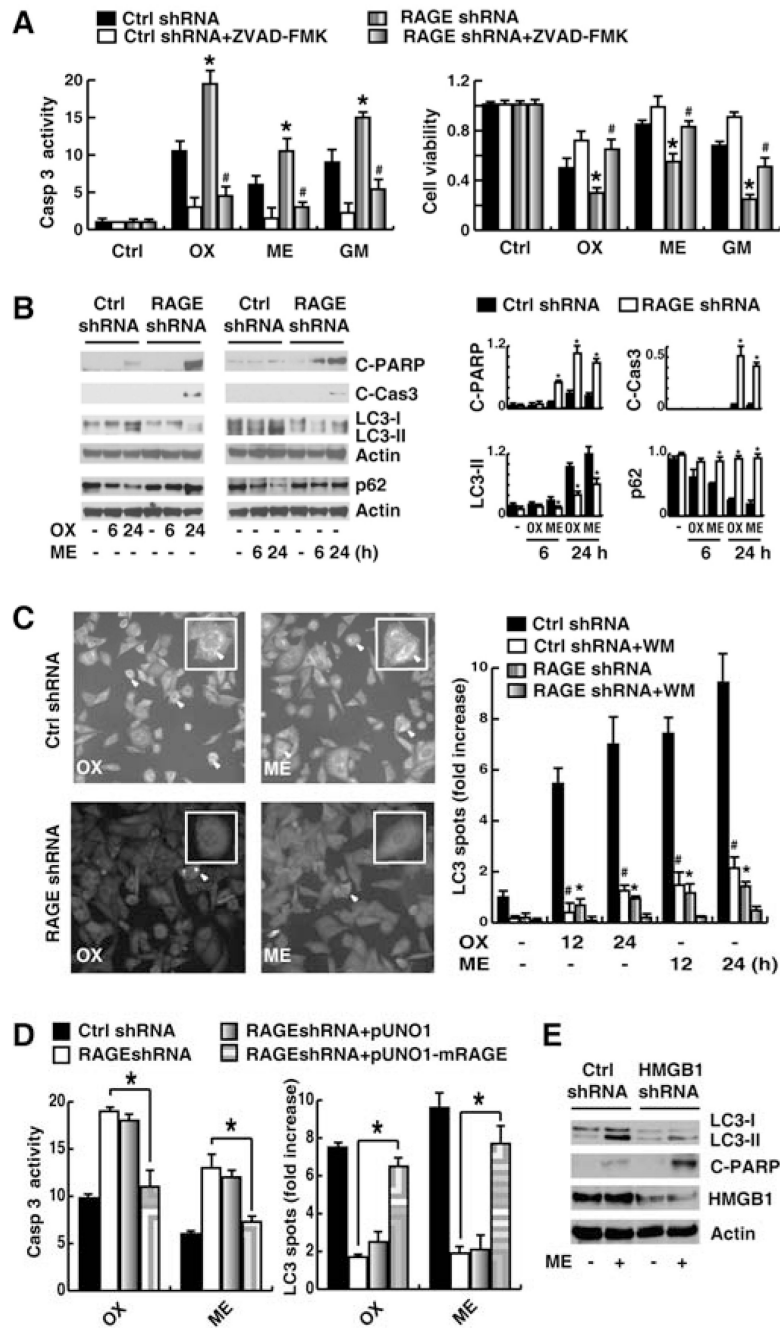 A
Ctrl shRNA
RAGE shRNA
Ctrl shRNA+ZVAD-FMK
RAGE shRNA+ZVAD-FMK
Casp 3 activity
20
15
10
5
0
*
*
*
#
#
#
Ctrl
OX
ME
GM
Cell viability
1.2
0.8
0.4
0
*
*
*
#
#
#
Ctrl
OX
ME
GM
B
Ctrl shRNA
RAGE shRNA
Ctrl shRNA
RAGE shRNA
C-PARP
C-Cas3
LC3-I
LC3-II
Actin
p62
Actin
OX - 6 24 - 6 24 - - - - - -
ME - - - - - - - 6 24 - 6 24 (h)
Ctrl shRNA
RAGE shRNA
C-PARP
1.2
0
* * *
C-Cas3
0.5
0
* *
LC3-II
1.2
0
* * *
- OX ME OX ME
6
24 h
p62
1.0
0
* * *
- OX ME OX ME
6
24 h
C
Ctrl shRNA
OX
ME
RAGE shRNA
OX
ME
Ctrl shRNA
Ctrl shRNA+WM
RAGE shRNA
RAGE shRNA+WM
LC3 spots (fold increase)
10
8
6
4
2
0
# *
# *
# *
# *
OX - 12 24 - -
ME - - - 12 24 (h)
D
Ctrl shRNA
RAGEshRNA+pUNO1
RAGEshRNA
RAGEshRNA+pUNO1-mRAGE
Casp 3 activity
20
15
10
5
0
*
*
OX
ME
LC3 spots (fold increase)
10
8
6
4
2
0
*
*
OX
ME
E
Ctrl shRNA
HMGB1 shRNA
LC3-I
LC3-II
C-PARP
HMGB1
Actin
ME - + - +